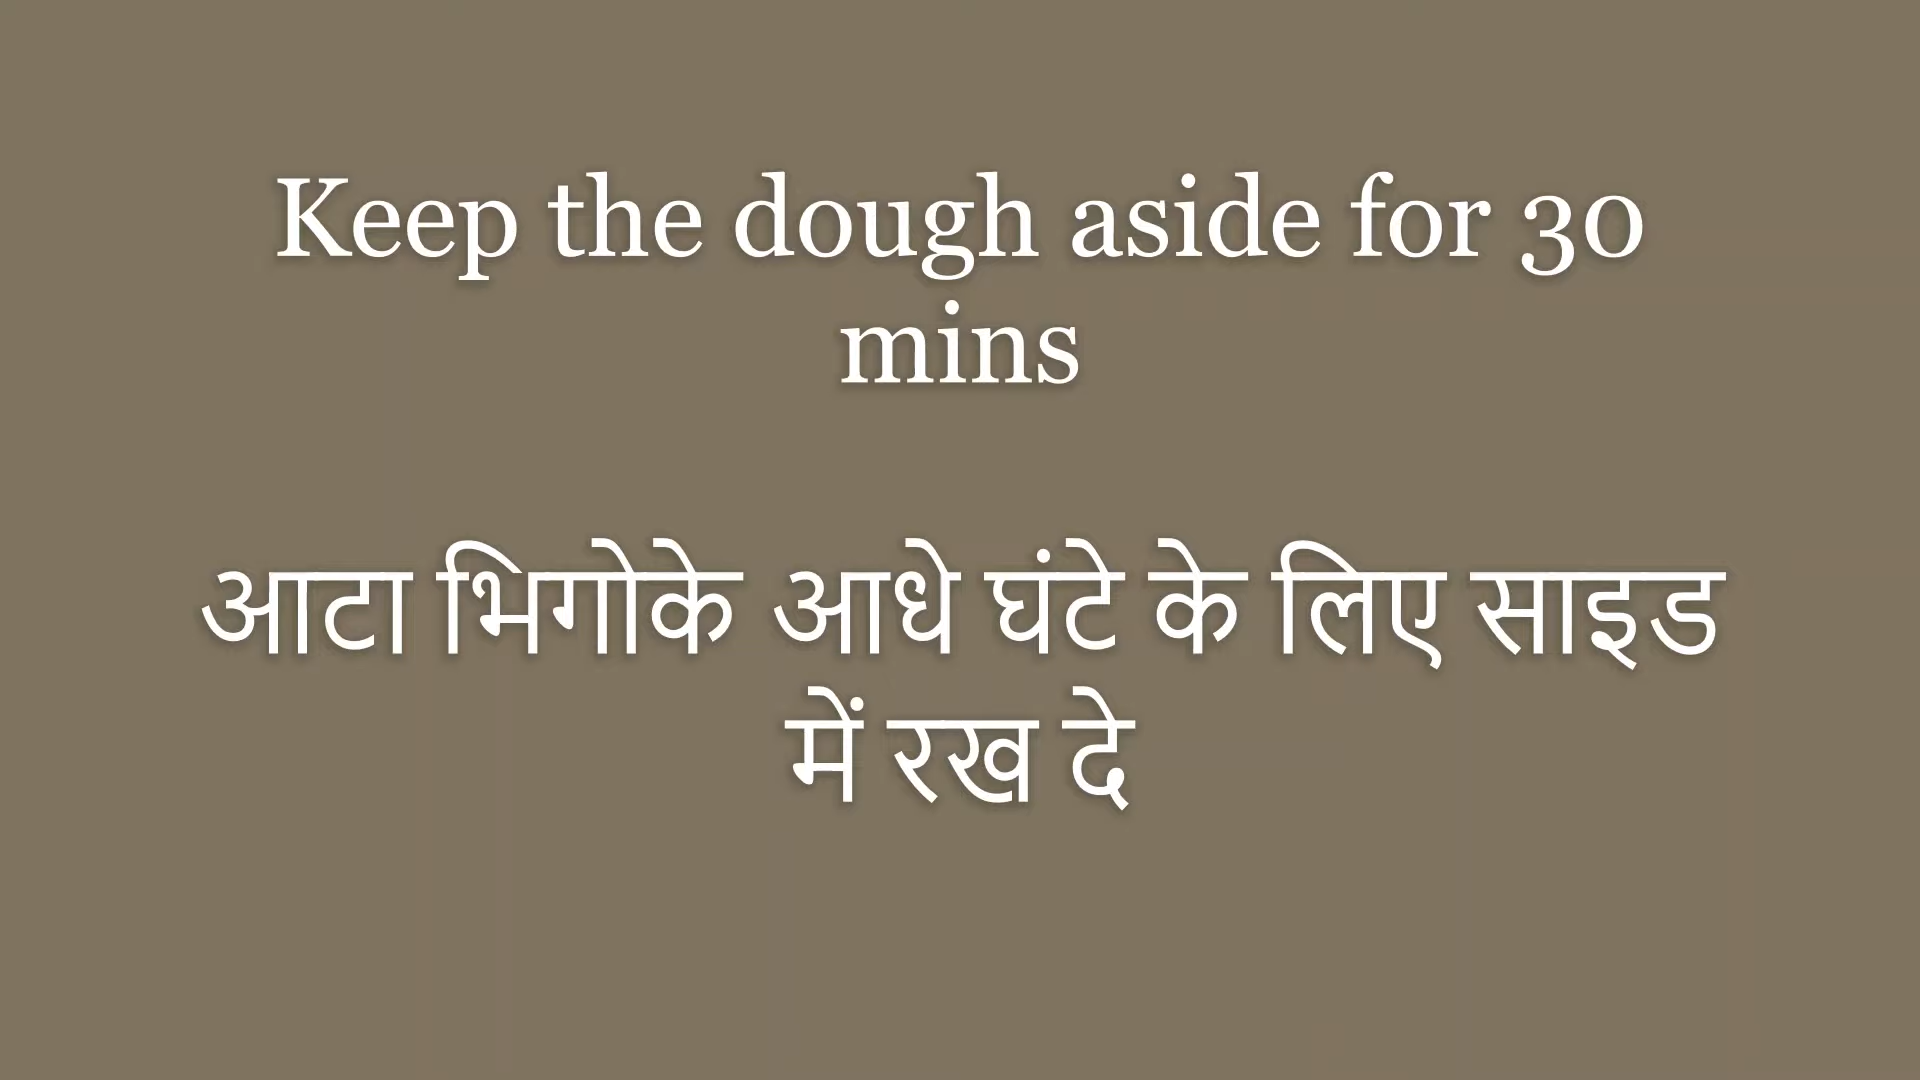 Keep the dough aside for 30
mins
आटा भिगोके आधे घंटे के लिए साइड
में रख दे